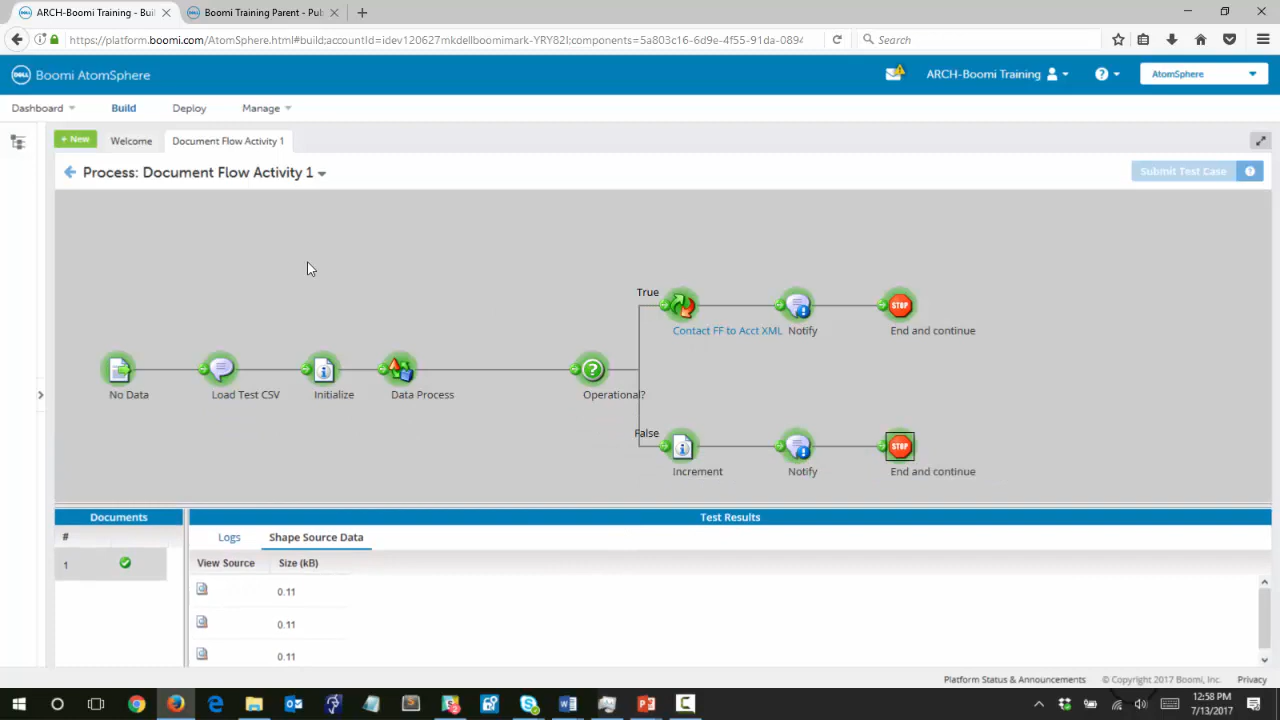 ARCH-Boomi Training - Buil
Boomi Training Parent - Pub
https://platform.boomi.com/AtomSphere.html#build;accountId=idev120627mkdellboomimark-YRY82I;components=5a803c16-6d9e-4f55-91da-0894
Search
DELL Boomi AtomSphere
ARCH-Boomi Training
AtomSphere
Dashboard Build Deploy Manage
+ New
Welcome
Document Flow Activity 1
Process: Document Flow Activity 1
Submit Test Case
True
Contact FF to Acct XML
Notify
STOP
End and continue
No Data
Load Test CSV
Initialize
Data Process
Operational?
False
Increment
Notify
STOP
End and continue
Documents
Test Results
#
Logs
Shape Source Data
1
View Source
Size (kB)
0.11
0.11
0.11
Platform Status & Announcements
© Copyright 2017 Boomi, Inc.
Privacy
12:58 PM
7/13/2017